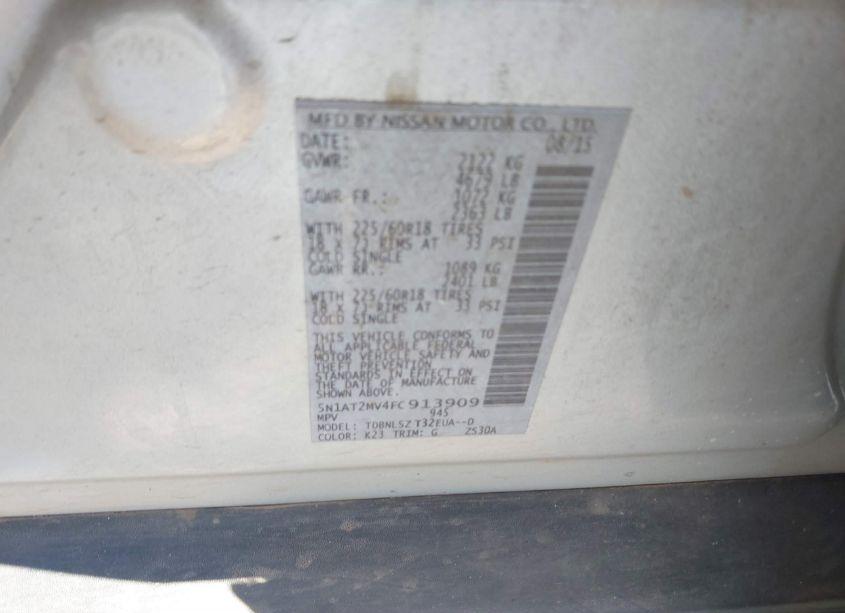 MFD BY NISSAN MOTOR CO., LTD.
DATE: 08/15
GVWR: 2122 KG
4679 LB
GAWR FR.: 1072 KG
2363 LB
WITH 225/60R18 TIRES
18 X 7J RIMS AT 33 PSI
COLD SINGLE
GAWR RR.: 1089 KG
2401 LB
WITH 225/60R18 TIRES
18 X 7J RIMS AT 33 PSI
COLD SINGLE
THIS VEHICLE CONFORMS TO
ALL APPLICABLE FEDERAL
MOTOR VEHICLE SAFETY AND
THEFT PREVENTION
STANDARDS IN EFFECT ON
THE DATE OF MANUFACTURE
SHOWN ABOVE.
5N1AT2MV4FC913909
MPV 945
MODEL: TDBNLSZ T32EUA--D
COLOR: K23 TRIM: G ZS30A